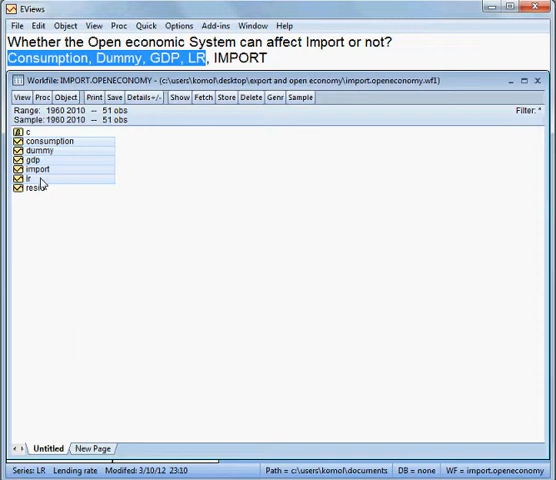 EViews
File Edit Object View Proc Quick Options Add-ins Window Help
Whether the Open economic System can affect Import or not?
Consumption, Dummy, GDP, LR, IMPORT
Workfile: IMPORT.OPENECONOMY - (c:\users\komol\desktop\export and open economy\import.openeconomy.wf1)
View Proc Object Print Save Details+/- Show Fetch Store Delete Genr Sample
Range: 1960 2010 -- 51 obs Filter: *
Sample: 1960 2010 -- 51 obs
c
consumption
dummy
gdp
import
lr
resid
Untitled New Page
Series: LR Lending rate Modifed: 3/10/12 23:10 Path = c:\users\komol\documents DB = none WF = import.openeconomy